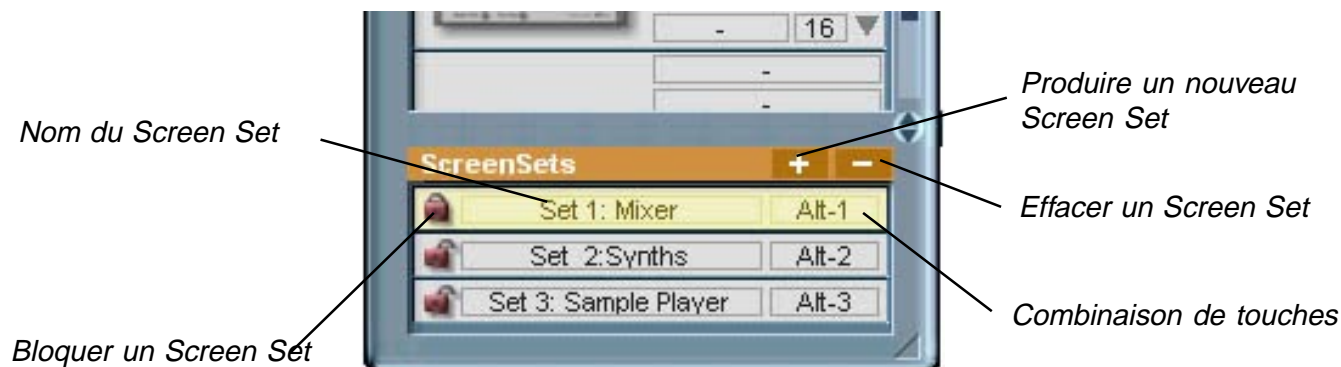 - 16
-
-
Produire un nouveau
Screen Set
Nom du Screen Set
ScreenSets + -
Effacer un Screen Set
Set 1: Mixer Alt-1
Set 2:Synths Alt-2
Set 3: Sample Player Alt-3
Combinaison de touches
Bloquer un Screen Set